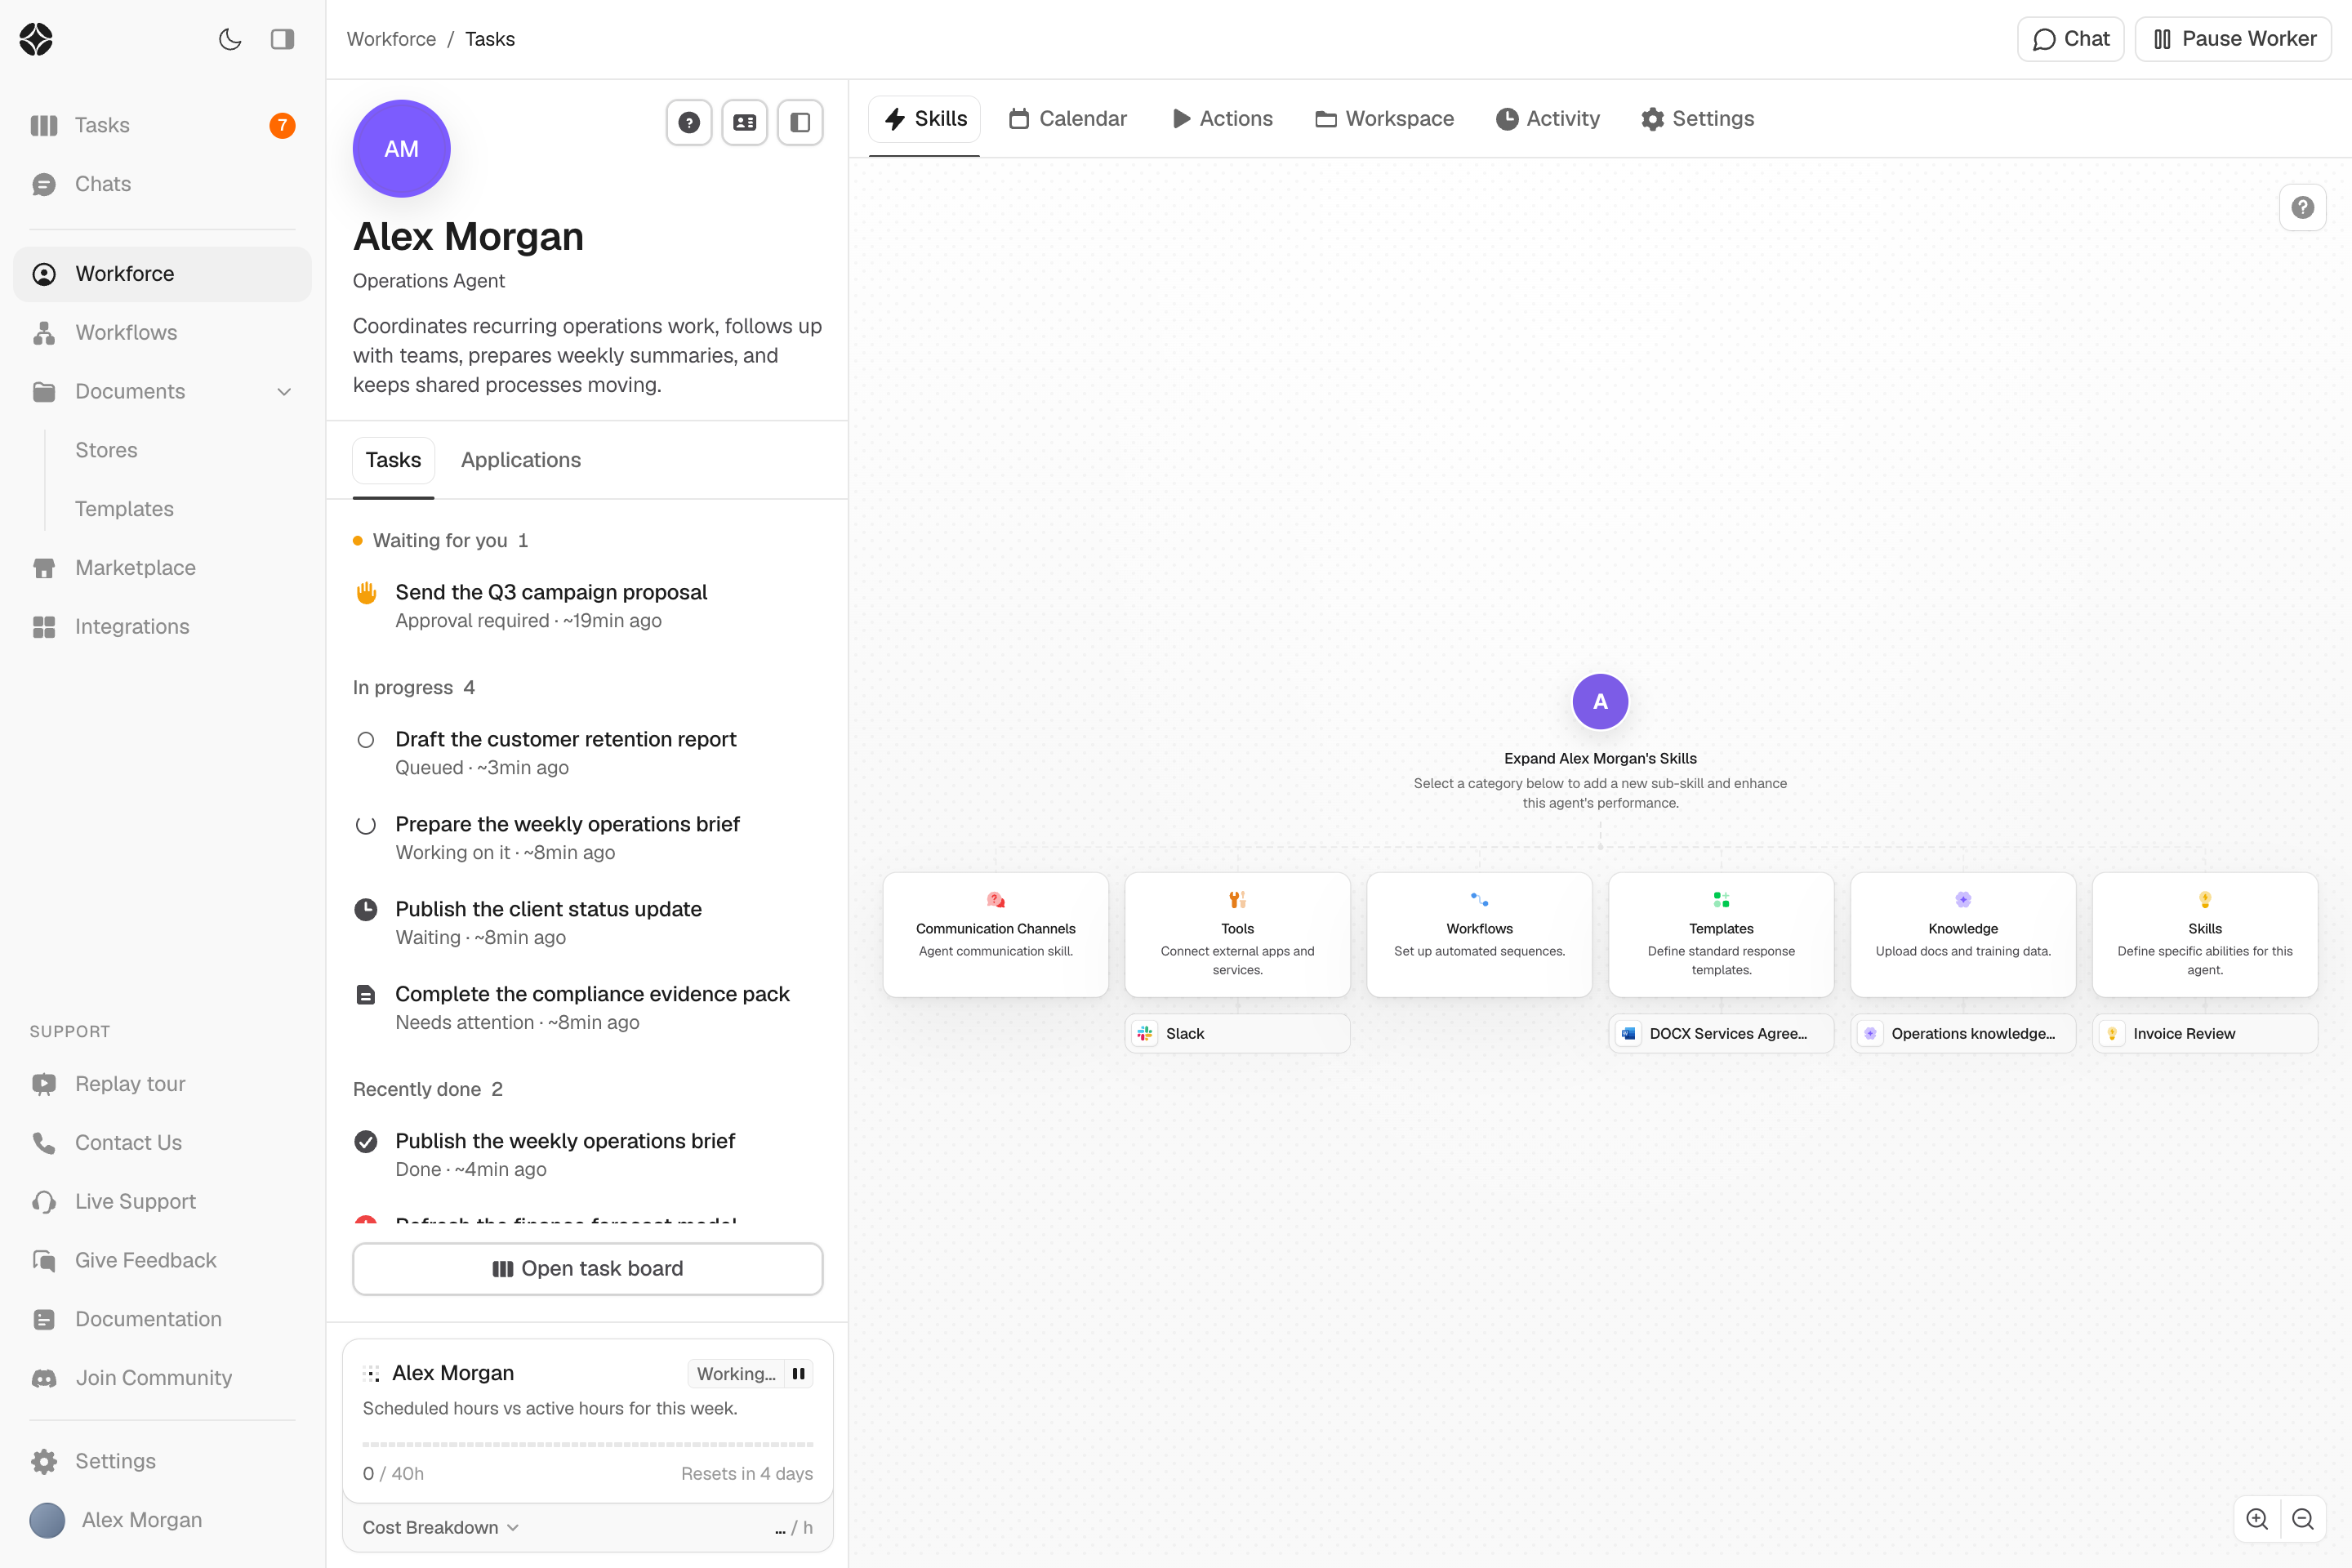 Tasks
7
Chats
Workforce
Workflows
Documents
Stores
Templates
Marketplace
Integrations
SUPPORT
Replay tour
Contact Us
Live Support
Give Feedback
Documentation
Join Community
Settings
Alex Morgan
Workforce / Tasks
Chat
Pause Worker
AM
Alex Morgan
Operations Agent
Coordinates recurring operations work, follows up
with teams, prepares weekly summaries, and
keeps shared processes moving.
Tasks
Applications
Waiting for you 1
Send the Q3 campaign proposal
Approval required · ~19min ago
In progress 4
Draft the customer retention report
Queued · ~3min ago
Prepare the weekly operations brief
Working on it · ~8min ago
Publish the client status update
Waiting · ~8min ago
Complete the compliance evidence pack
Needs attention · ~8min ago
Recently done 2
Publish the weekly operations brief
Done · ~4min ago
Refresh the finance forecast model
Open task board
Alex Morgan
Working...
Scheduled hours vs active hours for this week.
0 / 40h
Resets in 4 days
Cost Breakdown
... / h
Skills
Calendar
Actions
Workspace
Activity
Settings
A
Expand Alex Morgan's Skills
Select a category below to add a new sub-skill and enhance
this agent's performance.
Communication Channels
Agent communication skill.
Tools
Connect external apps and
services.
Slack
Workflows
Set up automated sequences.
Templates
Define standard response
templates.
DOCX Services Agree...
Knowledge
Upload docs and training data.
Operations knowledge...
Skills
Define specific abilities for this
agent.
Invoice Review